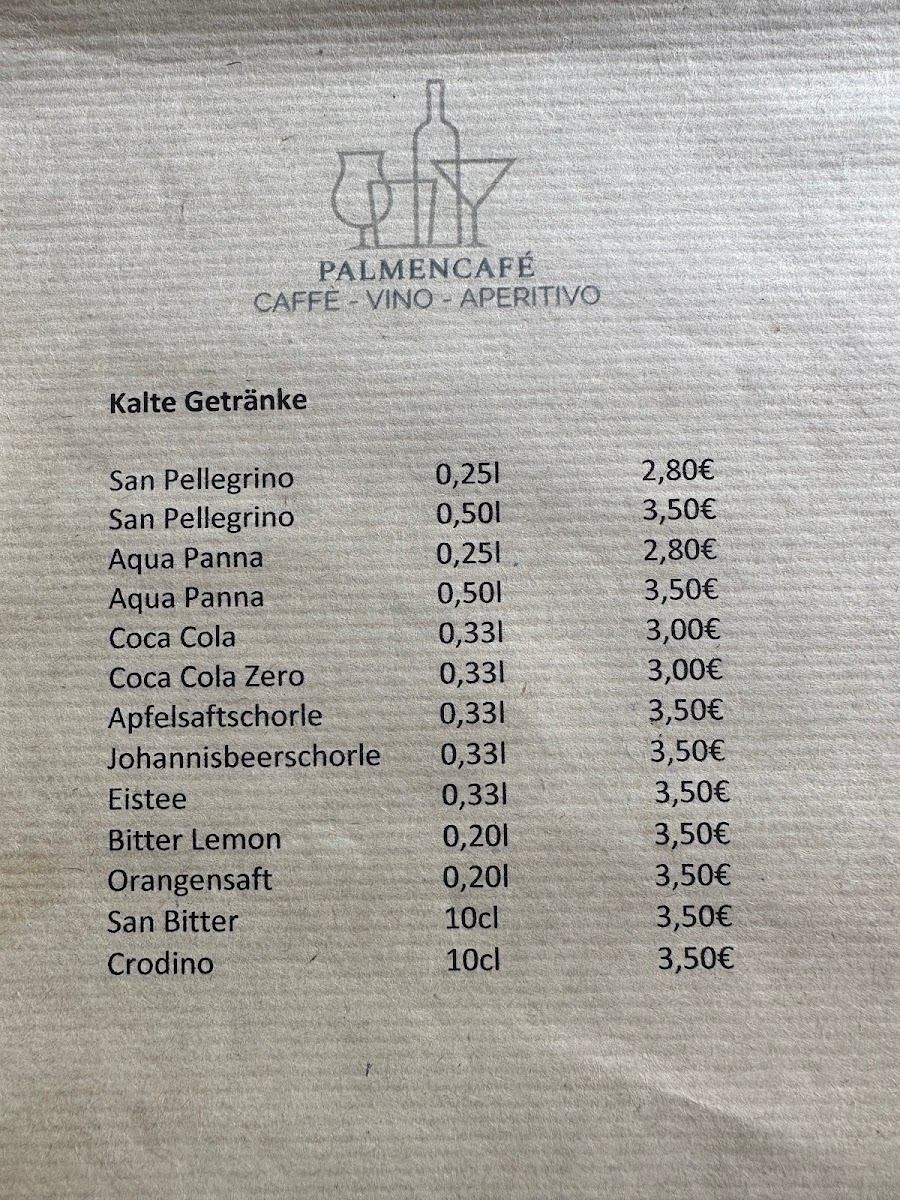 PALMENCAFÉ
CAFFÈ - VINO - APERITIVO
Kalte Getränke
San Pellegrino 0,25l 2,80€
San Pellegrino 0,50l 3,50€
Aqua Panna 0,25l 2,80€
Aqua Panna 0,50l 3,50€
Coca Cola 0,33l 3,00€
Coca Cola Zero 0,33l 3,00€
Apfelsaftschorle 0,33l 3,50€
Johannisbeerschorle 0,33l 3,50€
Eistee 0,33l 3,50€
Bitter Lemon 0,20l 3,50€
Orangensaft 0,20l 3,50€
San Bitter 10cl 3,50€
Crodino 10cl 3,50€